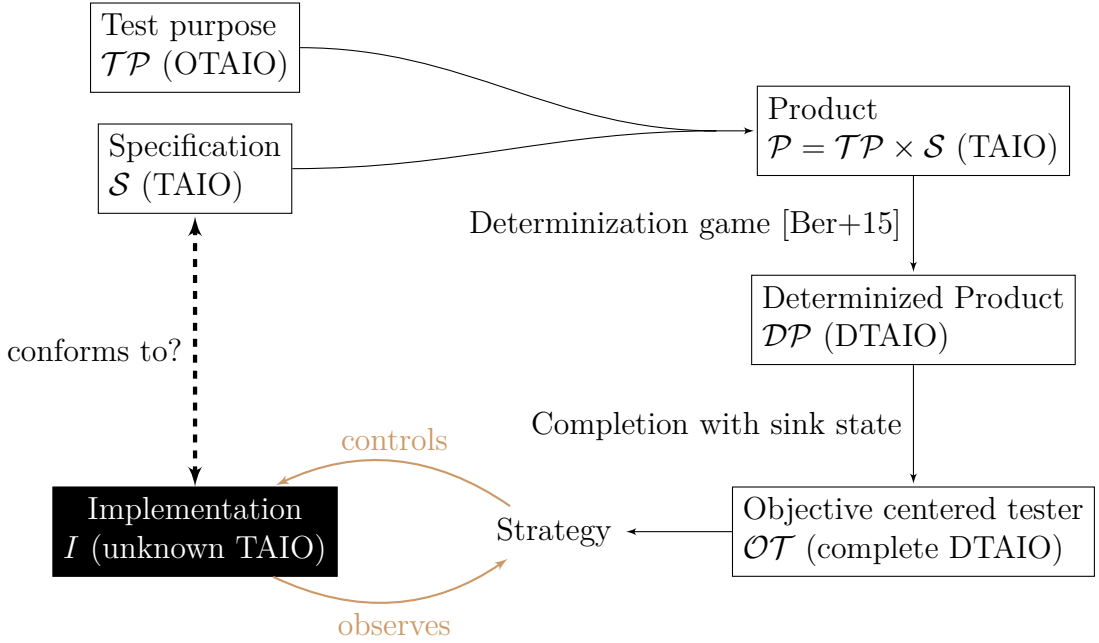 Test purpose
𝒯𝒫 (OTAIO)
Specification
𝒮 (TAIO)
Product
𝒫 = 𝒯𝒫 × 𝒮 (TAIO)
Determinization game [Ber+15]
Determinized Product
𝒟𝒫 (DTAIO)
conforms to?
Completion with sink state
controls
Implementation
I (unknown TAIO)
Strategy
Objective centered tester
𝒪𝒯 (complete DTAIO)
observes